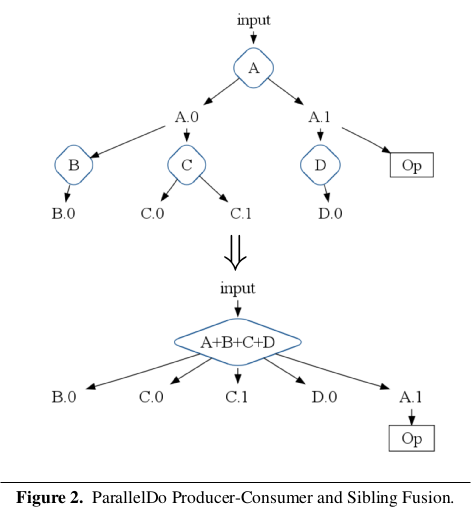 input
A
A.0 A.1
B C D Op
B.0 C.0 C.1 D.0
input
A+B+C+D
B.0 C.0 C.1 D.0 A.1
Op
Figure 2. ParallelDo Producer-Consumer and Sibling Fusion.